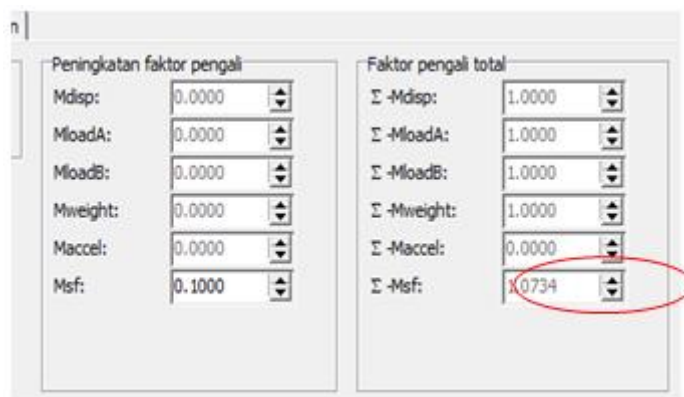 n
Peningkatan faktor pengali
Mdisp: 0.0000
MloadA: 0.0000
MloadB: 0.0000
Mweight: 0.0000
Maccel: 0.0000
Msf: 0.1000
Faktor pengali total
Σ -Mdisp: 1.0000
Σ -MloadA: 1.0000
Σ -MloadB: 1.0000
Σ -Mweight: 1.0000
Σ -Maccel: 0.0000
Σ -Msf: 1.0734